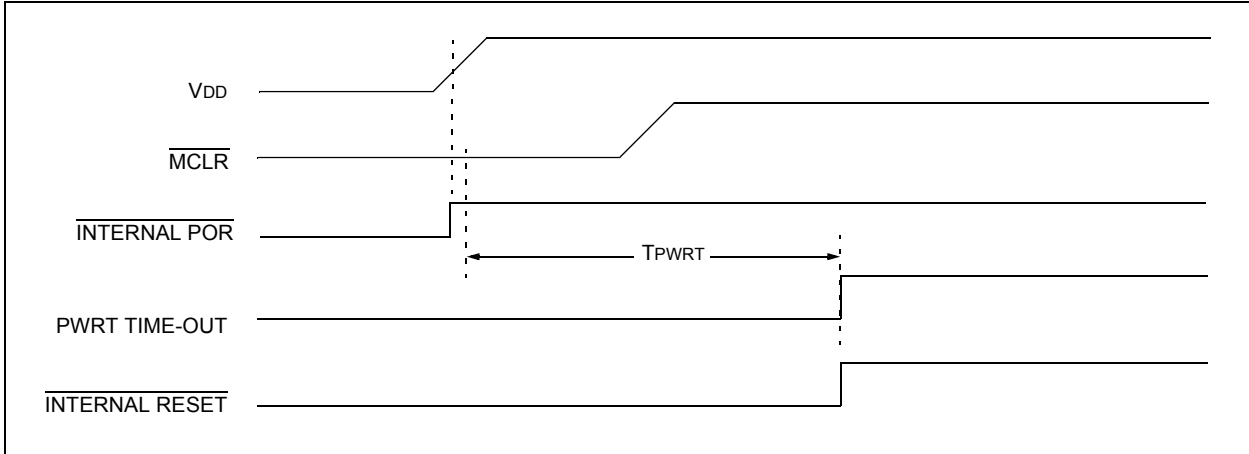 VDD
MCLR
INTERNAL POR
TPWRT
PWRT TIME-OUT
INTERNAL RESET